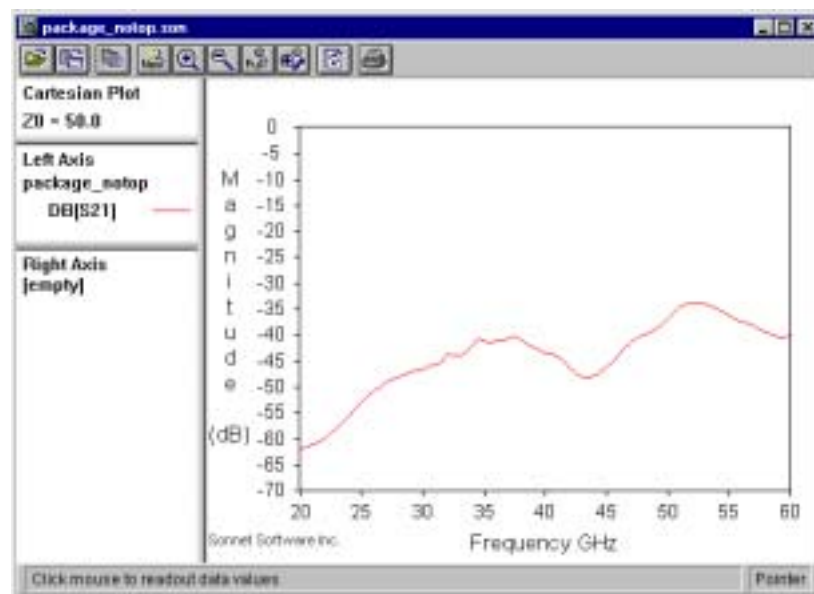 package_notop.son
Cartesian Plot
Z0 = 50.0
Left Axis
package_notop
DB[S21]
Right Axis
[empty]
Magnitude (dB)
0
-5
-10
-15
-20
-25
-30
-35
-40
-45
-50
-55
-60
-65
-70
20 25 30 35 40 45 50 55 60
Frequency GHz
Sonnet Software Inc.
Click mouse to readout data values
Pointer